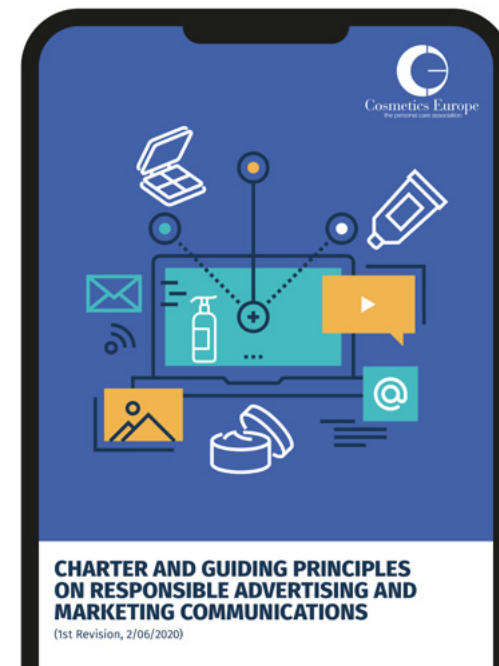 Cosmetics Europe
the personal care association
@
CHARTER AND GUIDING PRINCIPLES
ON RESPONSIBLE ADVERTISING AND
MARKETING COMMUNICATIONS
(1st Revision, 2/06/2020)